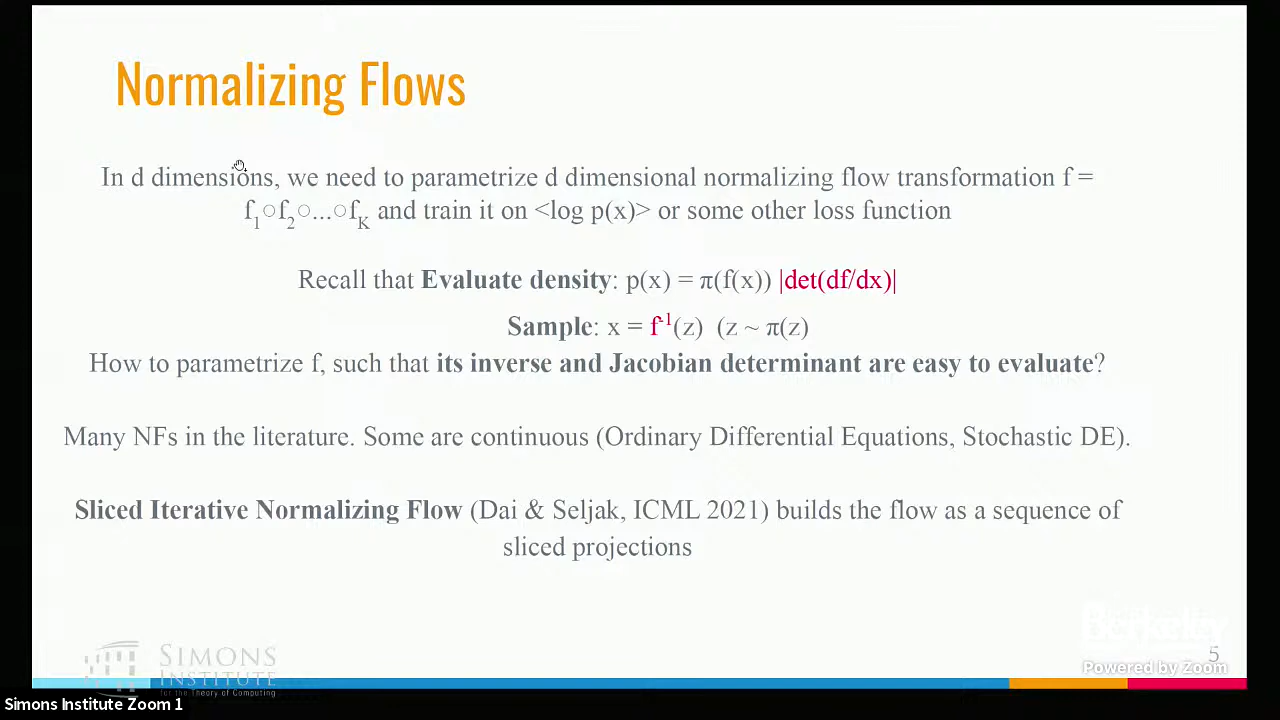 Normalizing Flows
In d dimensions, we need to parametrize d dimensional normalizing flow transformation f =
f₁○f₂○...○f_K and train it on <log p(x)> or some other loss function
Recall that Evaluate density: p(x) = π(f(x)) |det(df/dx)|
Sample: x = f⁻¹(z) (z ~ π(z)
How to parametrize f, such that its inverse and Jacobian determinant are easy to evaluate?
Many NFs in the literature. Some are continuous (Ordinary Differential Equations, Stochastic DE).
Sliced Iterative Normalizing Flow (Dai & Seljak, ICML 2021) builds the flow as a sequence of
sliced projections
Berkeley
5
Powered by Zoom
SIMONS
INSTITUTE
for the Theory of Computing
Simons Institute Zoom 1